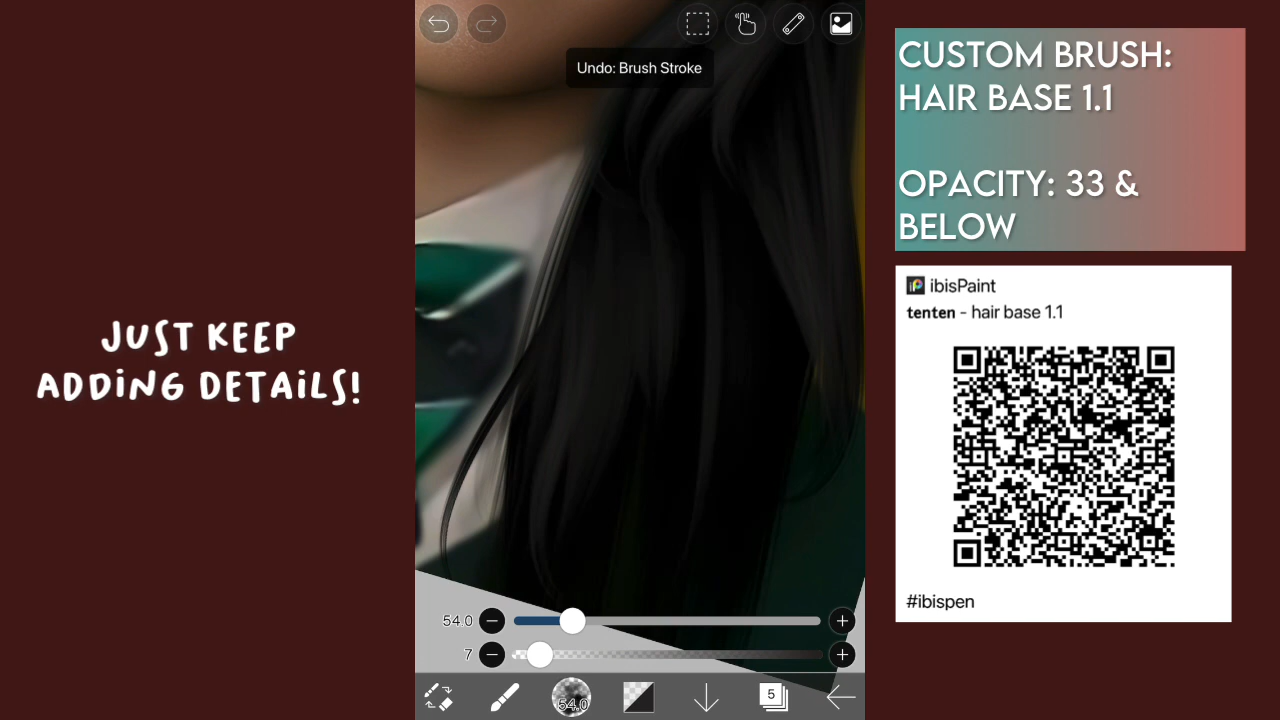 JUST KEEP
ADDiNG DETAiLS!
Undo: Brush Stroke
54.0
7
54.0
5
CUSTOM BRUSH:
HAIR BASE 1.1
OPACITY: 33 &
BELOW
iP ibisPaint
tenten - hair base 1.1
#ibispen